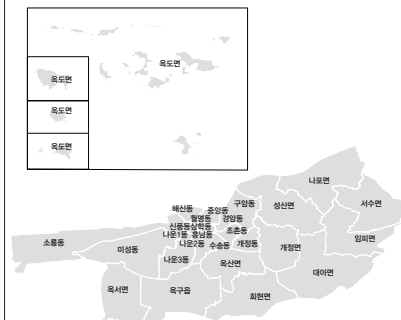 옥도면
옥도면
옥도면
옥도면
나포면
서수면
구암동 성산면
해신동 중앙동
월명동 경암동
신풍동 삼학동 조촌동
나운1동 흥남동
소룡동 미성동 나운2동 수송동 개정동 개정면 임피면
나운3동 옥산면
대야면
옥서면 옥구읍 회현면